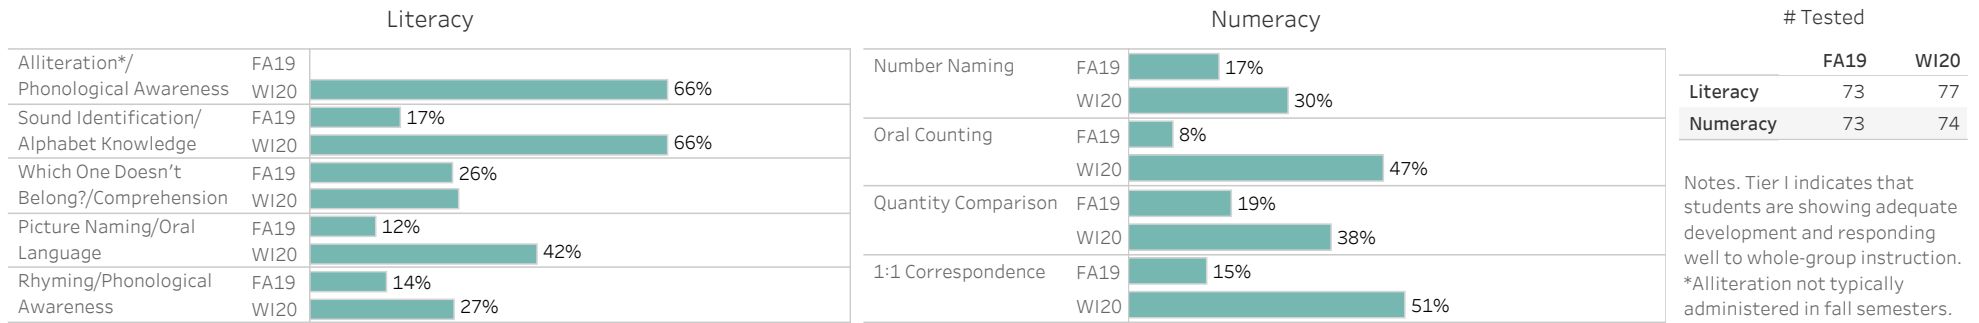 Literacy
Alliteration*/
Phonological Awareness
FA19
WI20
66%
Sound Identification/
Alphabet Knowledge
FA19
17%
WI20
66%
Which One Doesn't
Belong?/Comprehension
FA19
26%
WI20
Picture Naming/Oral
Language
FA19
12%
WI20
42%
Rhyming/Phonological
Awareness
FA19
14%
WI20
27%
Numeracy
Number Naming
FA19
17%
WI20
30%
Oral Counting
FA19
8%
WI20
47%
Quantity Comparison
FA19
19%
WI20
38%
1:1 Correspondence
FA19
15%
WI20
51%
# Tested
FA19 WI20
Literacy 73 77
Numeracy 73 74
Notes. Tier I indicates that
students are showing adequate
development and responding
well to whole-group instruction.
*Alliteration not typically
administered in fall semesters.